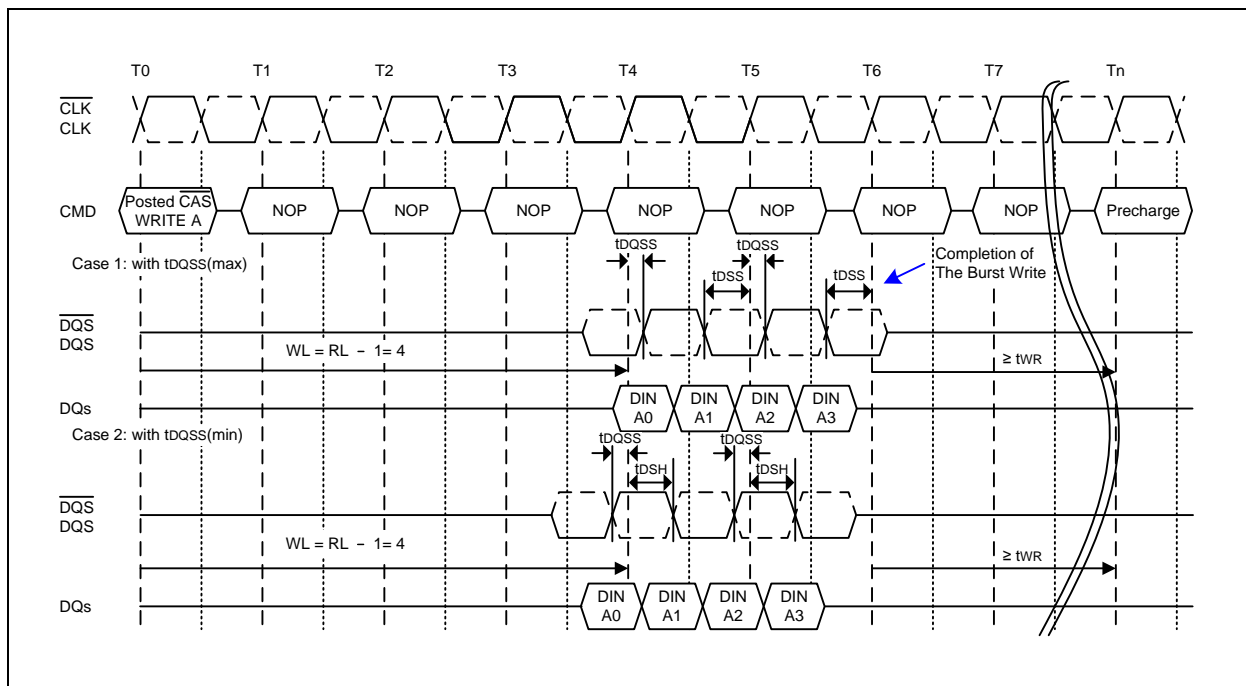 T0 T1 T2 T3 T4 T5 T6 T7 Tn
CLK
CLK
CMD
Posted CAS
WRITE A
NOP NOP NOP NOP NOP NOP NOP Precharge
Case 1: with tDQSS(max)
tDQSS tDQSS
tDSS tDSS
Completion of
The Burst Write
DQS
DQS
WL = RL - 1= 4
≥ tWR
DQs
DIN DIN DIN DIN
A0 A1 A2 A3
Case 2: with tDQSS(min)
tDQSS tDQSS
tDSH tDSH
DQS
DQS
WL = RL - 1= 4
≥ tWR
DQs
DIN DIN DIN DIN
A0 A1 A2 A3